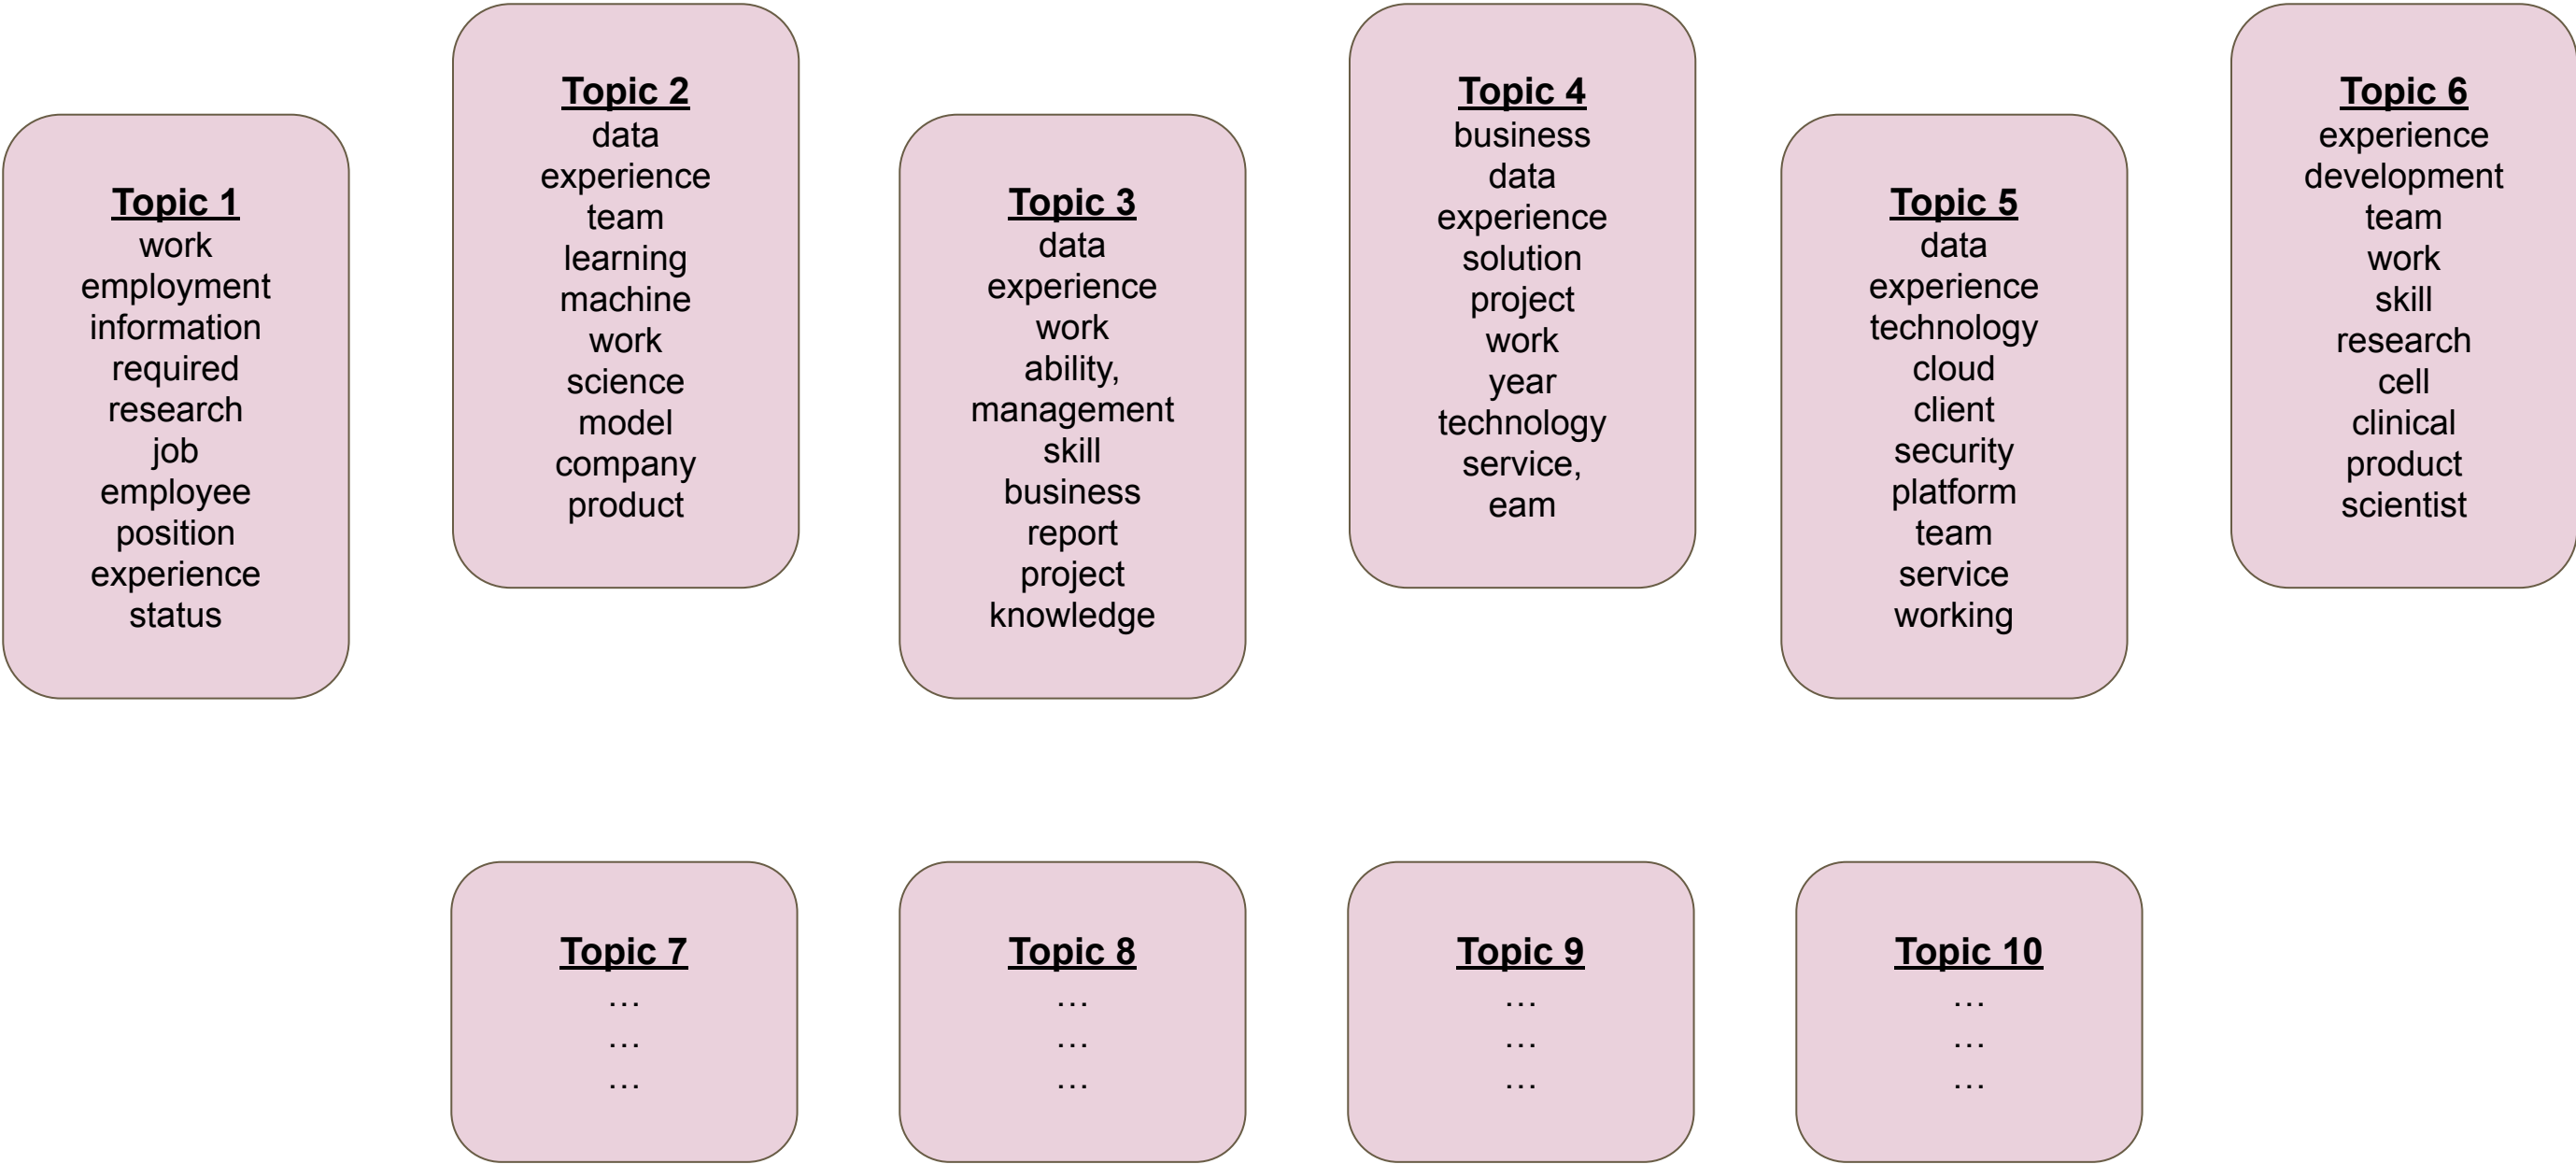 Topic 1
work
employment
information
required
research
job
employee
position
experience
status
Topic 2
data
experience
team
learning
machine
work
science
model
company
product
Topic 3
data
experience
work
ability,
management
skill
business
report
project
knowledge
Topic 4
business
data
experience
solution
project
work
year
technology
service,
eam
Topic 5
data
experience
technology
cloud
client
security
platform
team
service
working
Topic 6
experience
development
team
work
skill
research
cell
clinical
product
scientist
Topic 7
…
…
…
Topic 8
…
…
…
Topic 9
…
…
…
Topic 10
…
…
…